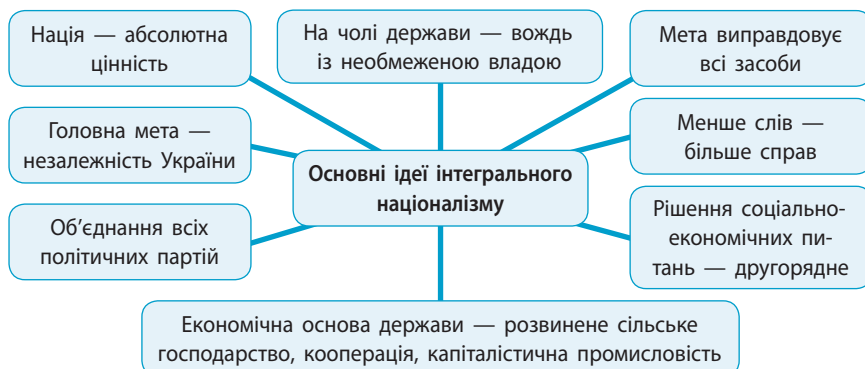 Нація — абсолютна
цінність
На чолі держави — вождь
із необмеженою владою
Мета виправдовує
всі засоби
Головна мета —
незалежність України
Менше слів —
більше справ
Основні ідеї інтегрального
націоналізму
Об’єднання всіх
політичних партій
Рішення соціально-
економічних пи-
тань — другорядне
Економічна основа держави — розвинене сільське
господарство, кооперація, капіталістична промисловість